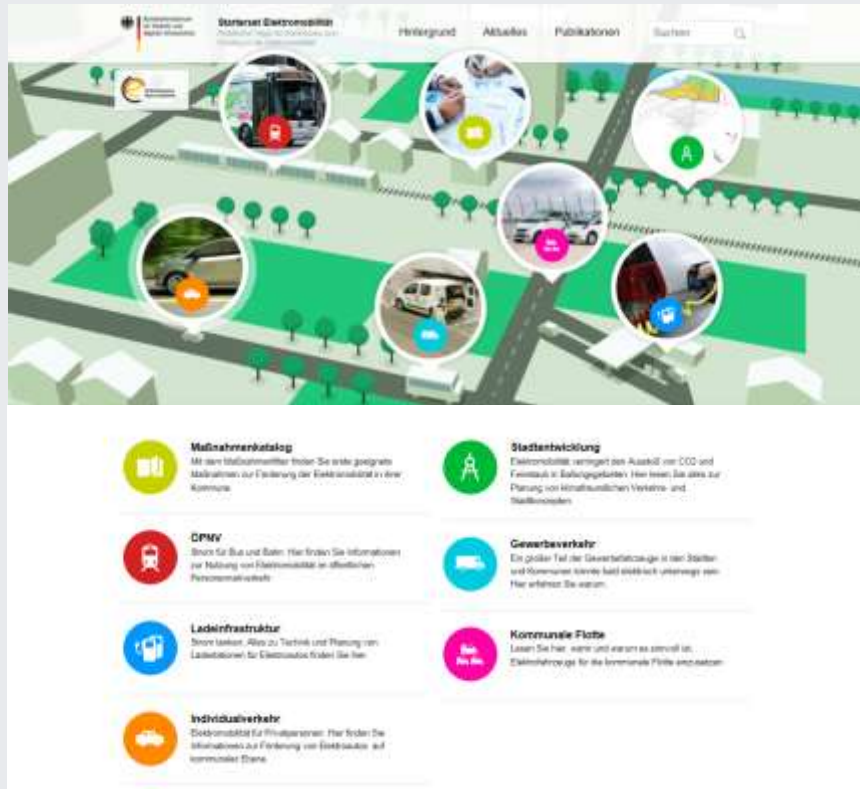 Bundesministerium
für Verkehr und
digitale Infrastruktur
Starterset Elektromobilität
Hintergrund
Aktuelles
Publikationen
Suchen
Maßnahmenkatalog
Mit dem Maßnahmenfilter finden Sie erste geeignete
Maßnahmen zur Förderung der Elektromobilität in Ihrer
Kommune.
ÖPNV
Strom für Bus und Bahn: Hier finden Sie Informationen
zur Nutzung von Elektromobilität im öffentlichen
Personennahverkehr.
Ladeinfrastruktur
Strom tanken: Alles zu Technik und Planung von
Ladestationen für Elektroautos finden Sie hier.
Individualverkehr
Elektromobilität für Privatpersonen: Hier finden Sie
Informationen zur Förderung von Elektroautos auf
kommunaler Ebene.
Stadtentwicklung
Elektromobilität verringert den Ausstoß von CO2 und
Feinstaub in Ballungsgebieten. Hier lesen Sie alles zur
Planung von klimafreundlichen Verkehrs- und
Stadtkonzepten.
Gewerbeverkehr
Ein großer Teil der Gewerbefahrzeuge in den Städten
und Kommunen könnte bald elektrisch unterwegs sein.
Hier erfahren Sie warum.
Kommunale Flotte
Lesen Sie hier, wann und warum es sinnvoll ist,
Elektrofahrzeuge für die kommunale Flotte einzusetzen.